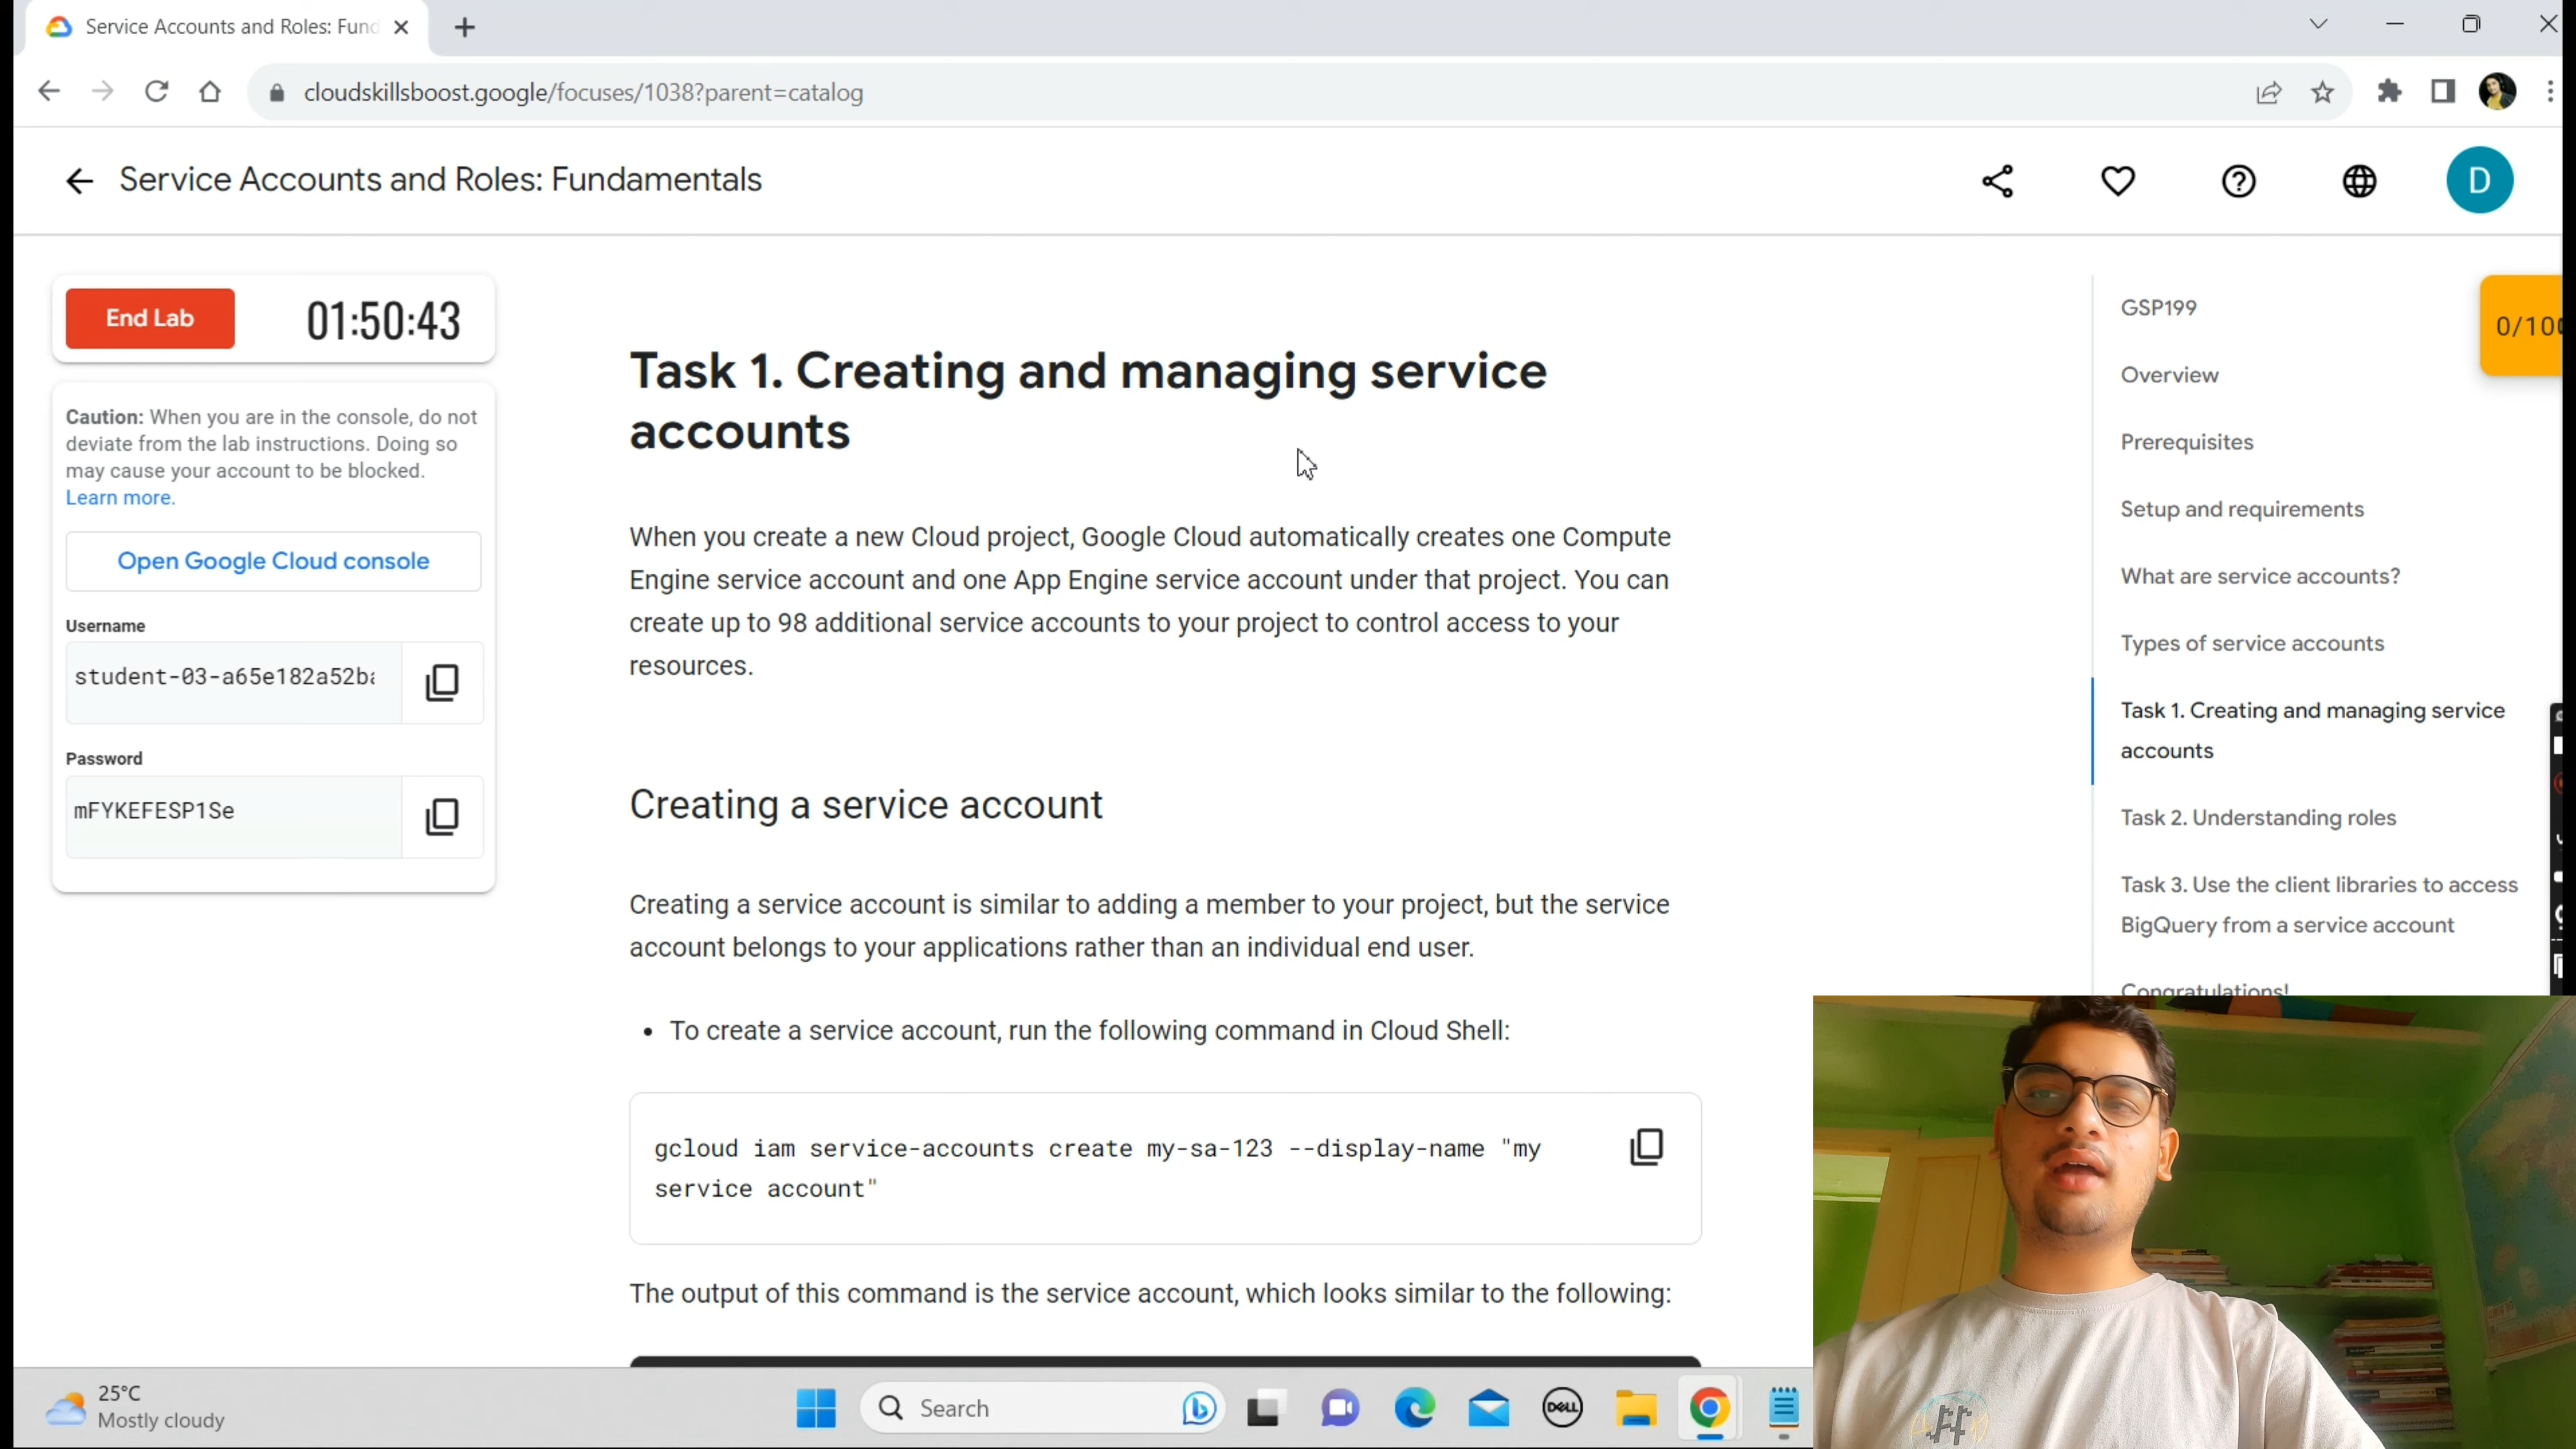 Service Accounts and Roles: Fund
cloudskillsboost.google/focuses/1038?parent=catalog
Service Accounts and Roles: Fundamentals
D
End Lab
01:50:43
Caution: When you are in the console, do not
deviate from the lab instructions. Doing so
may cause your account to be blocked.
Learn more.
Open Google Cloud console
Username
student-03-a65e182a52ba
Password
mFYKEFESP1Se
Task 1. Creating and managing service
accounts
When you create a new Cloud project, Google Cloud automatically creates one Compute
Engine service account and one App Engine service account under that project. You can
create up to 98 additional service accounts to your project to control access to your
resources.
Creating a service account
Creating a service account is similar to adding a member to your project, but the service
account belongs to your applications rather than an individual end user.
• To create a service account, run the following command in Cloud Shell:
gcloud iam service-accounts create my-sa-123 --display-name "my
service account"
The output of this command is the service account, which looks similar to the following:
GSP199
Overview
Prerequisites
Setup and requirements
What are service accounts?
Types of service accounts
Task 1. Creating and managing service
accounts
Task 2. Understanding roles
Task 3. Use the client libraries to access
BigQuery from a service account
Congratulations!
0/100
25°C
Mostly cloudy
Search
DELL